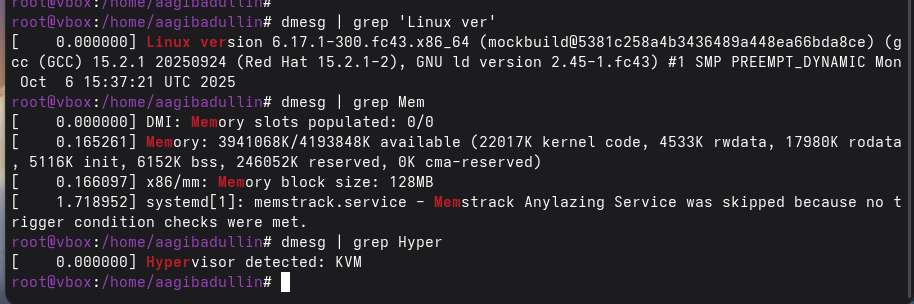 root@vbox:/home/aagibadullin#
root@vbox:/home/aagibadullin# dmesg | grep 'Linux ver'
[    0.000000] Linux version 6.17.1-300.fc43.x86_64 (mockbuild@5381c258a4b3436489a448ea66bda8ce) (g
cc (GCC) 15.2.1 20250924 (Red Hat 15.2.1-2), GNU ld version 2.45-1.fc43) #1 SMP PREEMPT_DYNAMIC Mon
 Oct  6 15:37:21 UTC 2025
root@vbox:/home/aagibadullin# dmesg | grep Mem
[    0.000000] DMI: Memory slots populated: 0/0
[    0.165261] Memory: 3941068K/4193848K available (22017K kernel code, 4533K rwdata, 17980K rodata
, 5116K init, 6152K bss, 246052K reserved, 0K cma-reserved)
[    0.166097] x86/mm: Memory block size: 128MB
[    1.718952] systemd[1]: memstrack.service - Memstrack Anylazing Service was skipped because no t
rigger condition checks were met.
root@vbox:/home/aagibadullin# dmesg | grep Hyper
[    0.000000] Hypervisor detected: KVM
root@vbox:/home/aagibadullin#